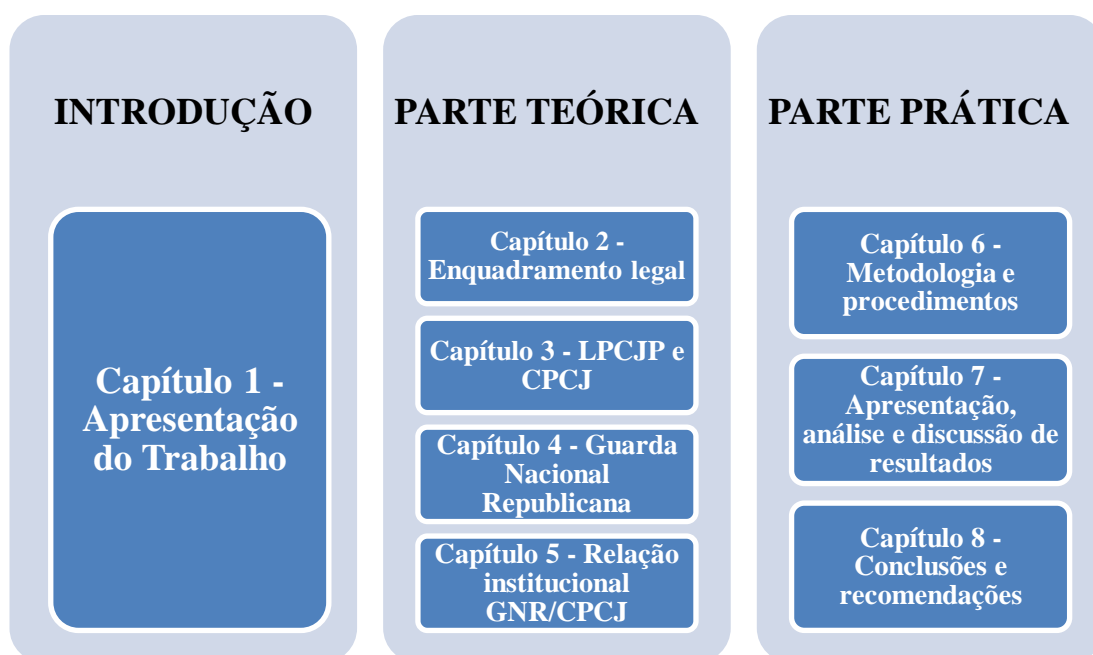 INTRODUÇÃO
Capítulo 1 -
Apresentação
do Trabalho
PARTE TEÓRICA
Capítulo 2 -
Enquadramento legal
Capítulo 3 - LPCJP e
CPCJ
Capítulo 4 - Guarda
Nacional
Republicana
Capítulo 5 - Relação
institucional
GNR/CPCJ
PARTE PRÁTICA
Capítulo 6 -
Metodologia e
procedimentos
Capítulo 7 -
Apresentação,
análise e discussão de
resultados
Capítulo 8 -
Conclusões e
recomendações